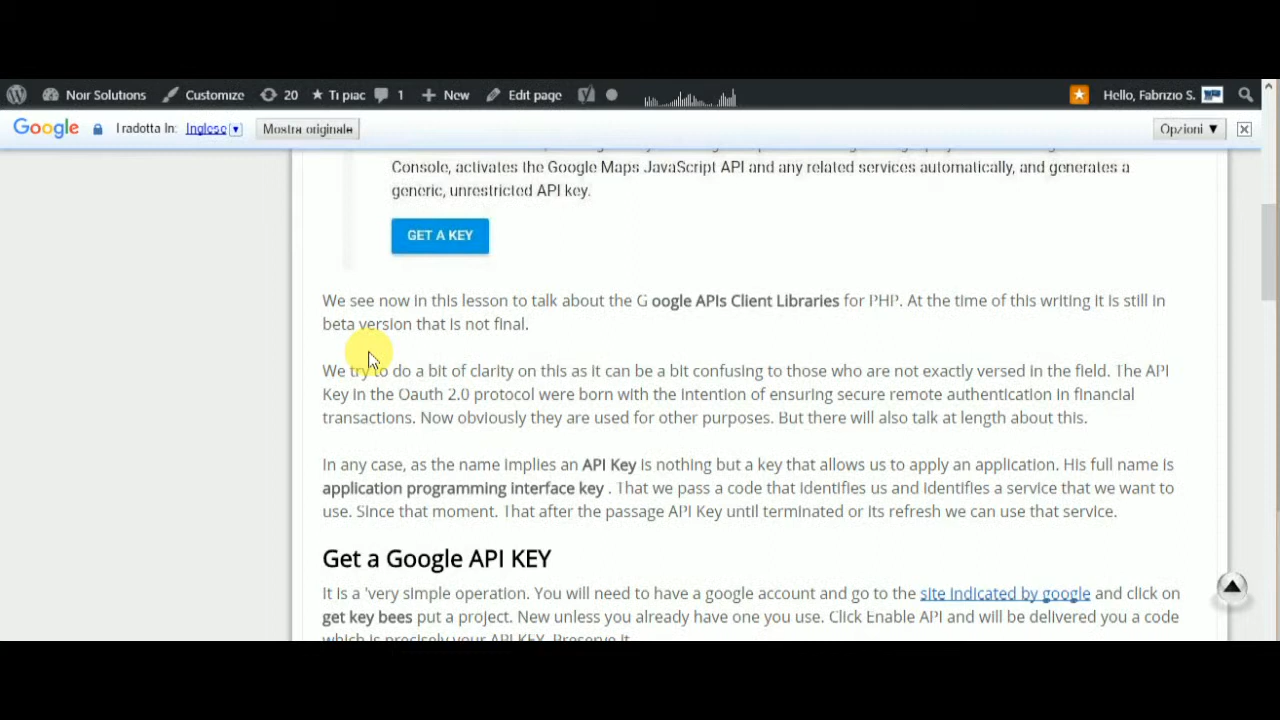 Noir Solutions Customize 20 Ti piac 1 New Edit page Hello, Fabrizio S.
Google Tradotto In: Inglese Mostra originale Opzioni ▼
Console, activates the Google Maps JavaScript API and any related services automatically, and generates a
generic, unrestricted API key.
GET A KEY
We see now in this lesson to talk about the G oogle APIs Client Libraries for PHP. At the time of this writing it is still in
beta version that is not final.
We try to do a bit of clarity on this as it can be a bit confusing to those who are not exactly versed in the field. The API
Key in the Oauth 2.0 protocol were born with the intention of ensuring secure remote authentication in financial
transactions. Now obviously they are used for other purposes. But there will also talk at length about this.
In any case, as the name implies an API Key is nothing but a key that allows us to apply an application. His full name is
application programming interface key . That we pass a code that identifies us and identifies a service that we want to
use. Since that moment. That after the passage API Key until terminated or its refresh we can use that service.
Get a Google API KEY
It is a 'very simple operation. You will need to have a google account and go to the site indicated by google and click on
get key bees put a project. New unless you already have one you use. Click Enable API and will be delivered you a code
which is precisely your API KEY. Preserve it.